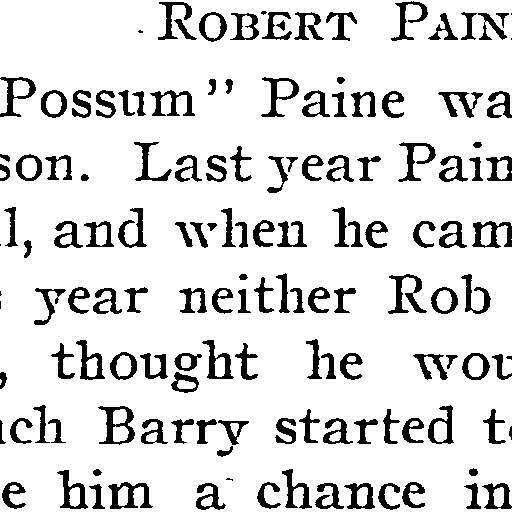 ROBERT PAIN
Possum" Paine wa
son. Last year Pain
l, and when he cam
year neither Rob
, thought he wou
ch Barry started t
e him a chance in